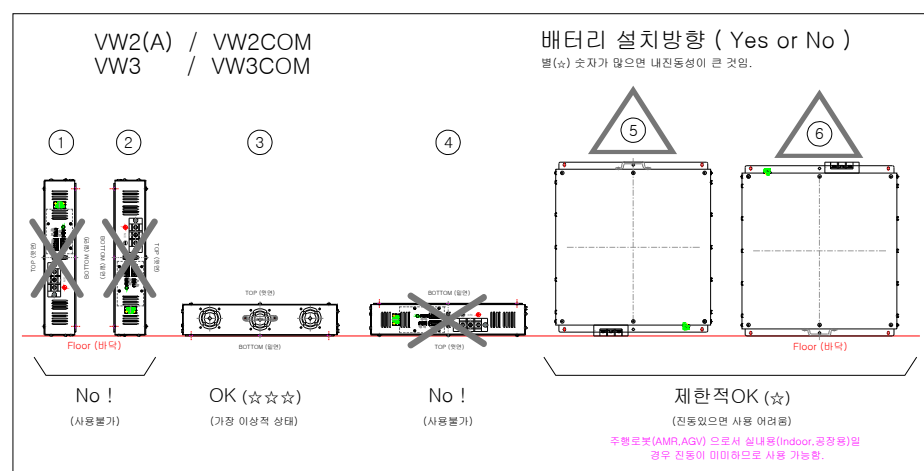 VW2(A) / VW2COM
VW3 / VW3COM
배터리 설치방향 ( Yes or No )
별(☆) 숫자가 많으면 내진동성이 큰 것임.
1
2
3
4
5
6
TOP (윗면)
BOTTOM (밑면)
BOTTOM (밑면)
TOP (윗면)
TOP (윗면)
BOTTOM (밑면)
BOTTOM (밑면)
TOP (윗면)
Floor (바닥)
Floor (바닥)
No !
(사용불가)
OK (☆☆☆)
(가장 이상적 상태)
No !
(사용불가)
제한적OK (☆)
(진동있으면 사용 어려움)
주행로봇(AMR,AGV) 으로서 실내용(Indoor,공장용)일
경우 진동이 미미하므로 사용 가능함.